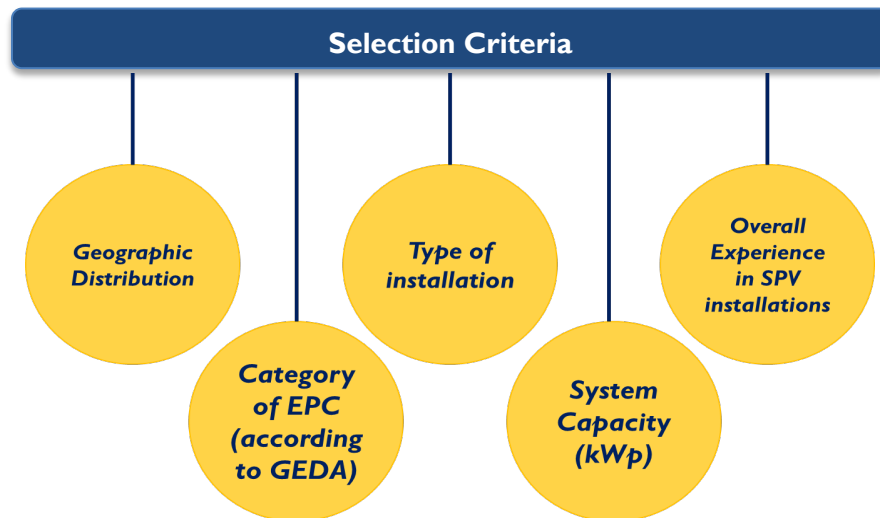 Selection Criteria
Geographic
Distribution
Category
of EPC
(according
to GEDA)
Type of
installation
System
Capacity
(kWp)
Overall
Experience
in SPV
installations